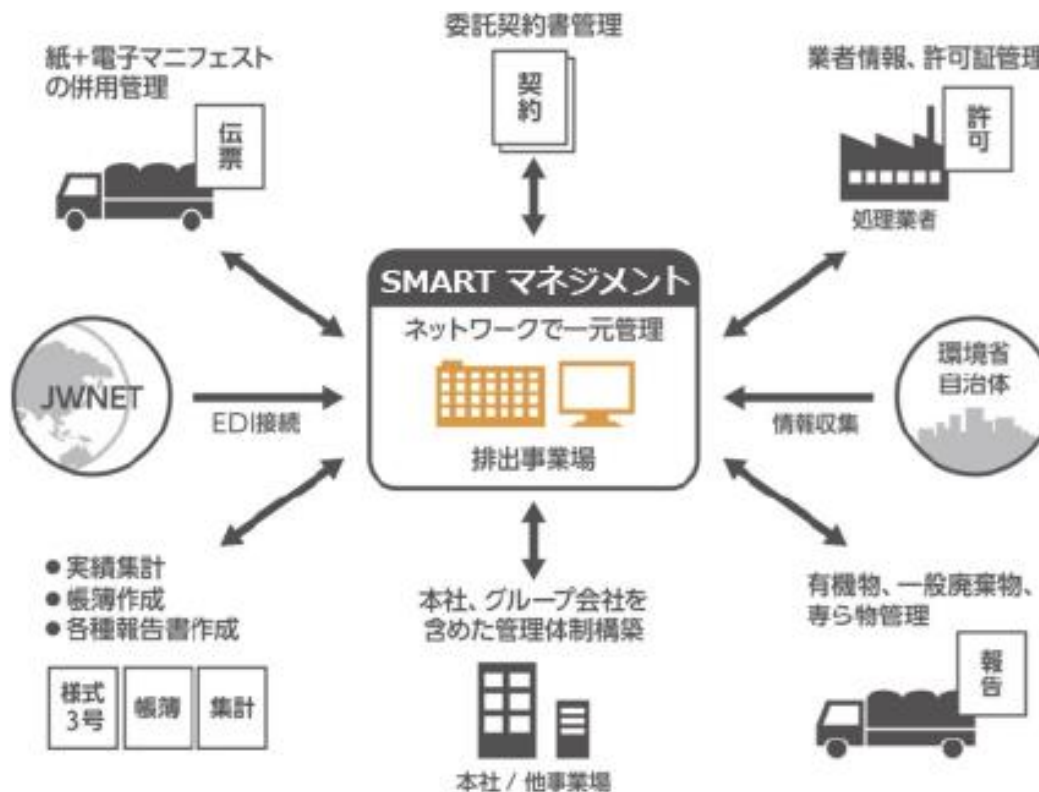 委託契約書管理
契約
紙+電子マニフェスト
の併用管理
伝票
業者情報、許可証管理
許可
処理業者
SMART マネジメント
ネットワークで一元管理
排出事業場
JWNET
EDI接続
環境省
自治体
情報収集
●実績集計
●帳簿作成
●各種報告書作成
様式
3号
帳簿
集計
本社、グループ会社を
含めた管理体制構築
本社 / 他事業場
有機物、一般廃棄物、
専ら物管理
報告